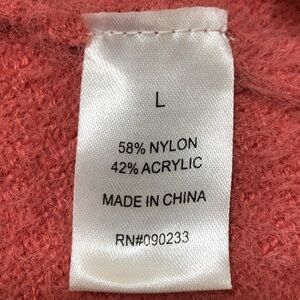 L
58% NYLON
42% ACRYLIC
MADE IN CHINA
RN#090233